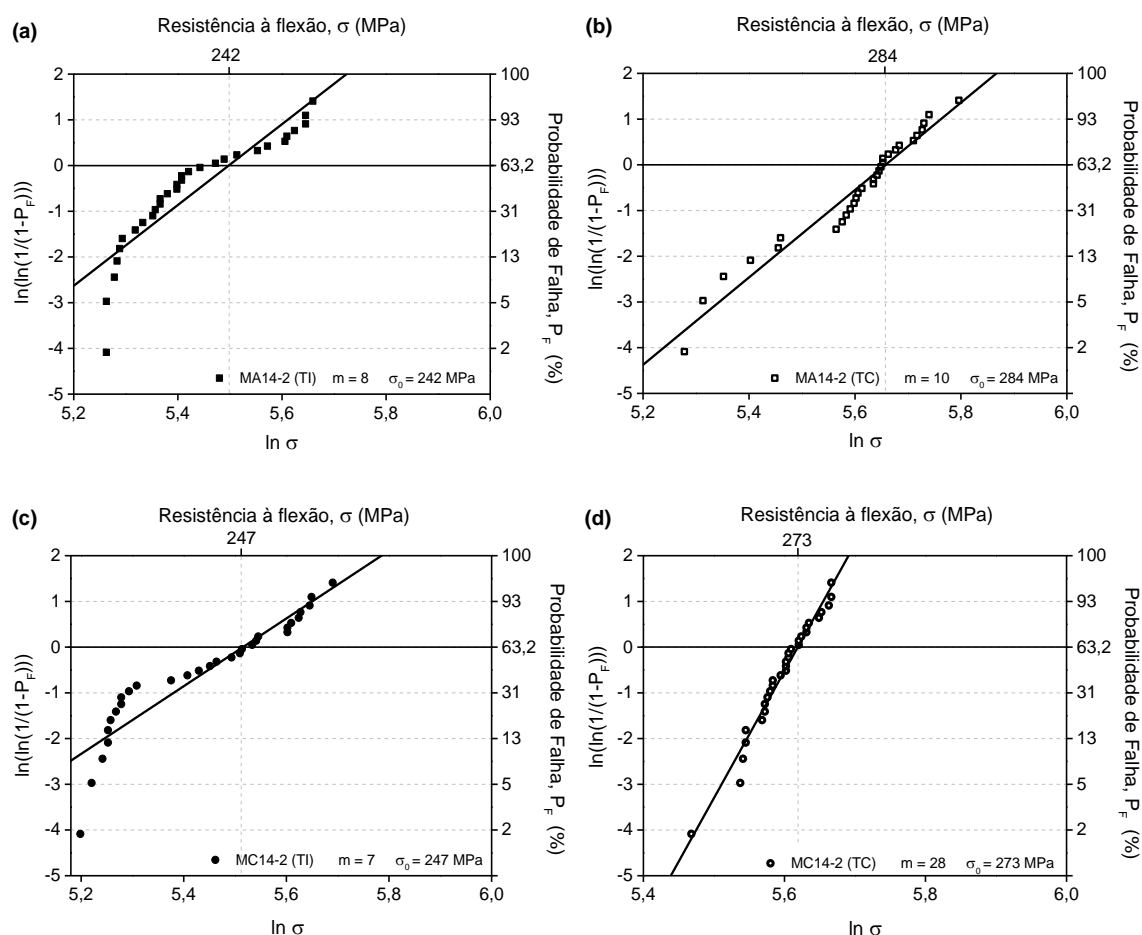 (a)
Resistência à flexão, σ (MPa)
242
ln(ln(1/(1-P_F)))
2
1
0
-1
-2
-3
-4
-5
100
93
63,2
31
13
5
2
Probabilidade de Falha, P_F (%)
MA14-2 (TI) m = 8 σ₀ = 242 MPa
5,2 5,4 5,6 5,8 6,0
ln σ
(b)
Resistência à flexão, σ (MPa)
284
ln(ln(1/(1-P_F)))
2
1
0
-1
-2
-3
-4
-5
100
93
63,2
31
13
5
2
Probabilidade de Falha, P_F (%)
MA14-2 (TC) m = 10 σ₀ = 284 MPa
5,2 5,4 5,6 5,8 6,0
ln σ
(c)
Resistência à flexão, σ (MPa)
247
ln(ln(1/(1-P_F)))
2
1
0
-1
-2
-3
-4
-5
100
93
63,2
31
13
5
2
Probabilidade de Falha, P_F (%)
MC14-2 (TI) m = 7 σ₀ = 247 MPa
5,2 5,4 5,6 5,8 6,0
ln σ
(d)
Resistência à flexão, σ (MPa)
273
ln(ln(1/(1-P_F)))
2
1
0
-1
-2
-3
-4
-5
100
93
63,2
31
13
5
2
Probabilidade de Falha, P_F (%)
MC14-2 (TC) m = 28 σ₀ = 273 MPa
5,4 5,5 5,6 5,7 5,8 5,9 6,0
ln σ